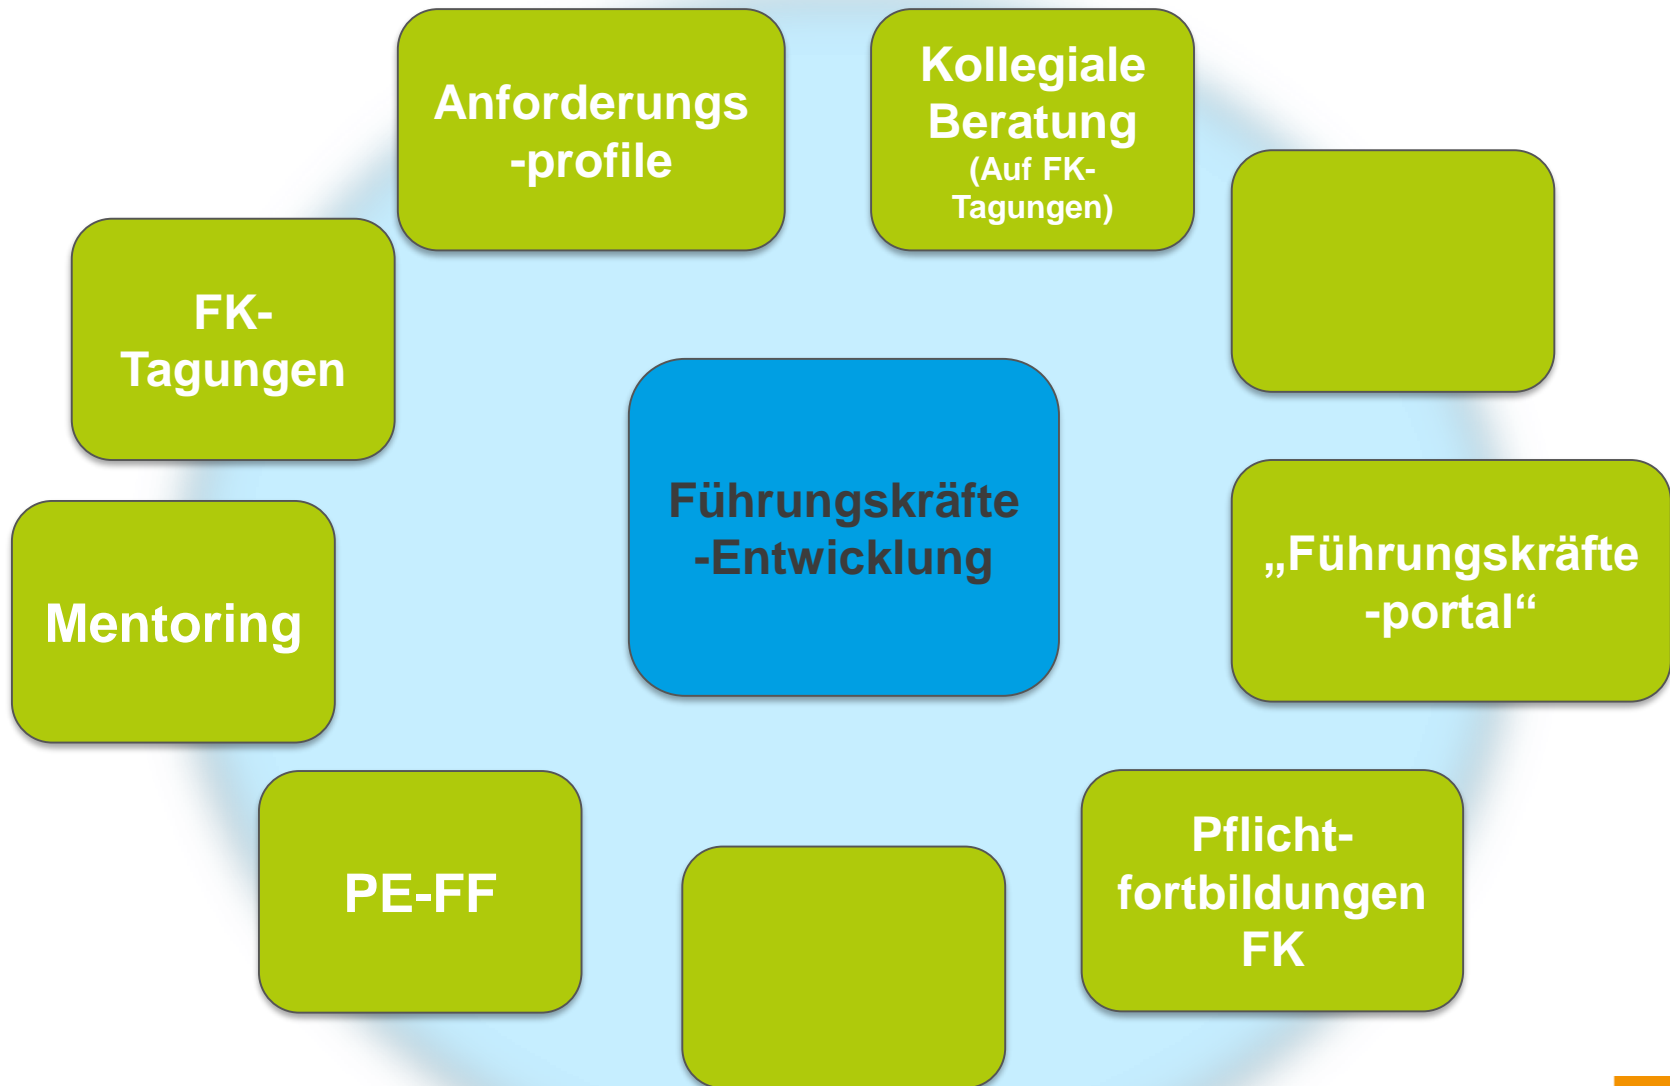 Anforderungs
-profile
Kollegiale
Beratung
(Auf FK-
Tagungen)
FK-
Tagungen
Führungskräfte
-Entwicklung
„Führungskräfte
-portal“
Mentoring
PE-FF
Pflicht-
fortbildungen
FK